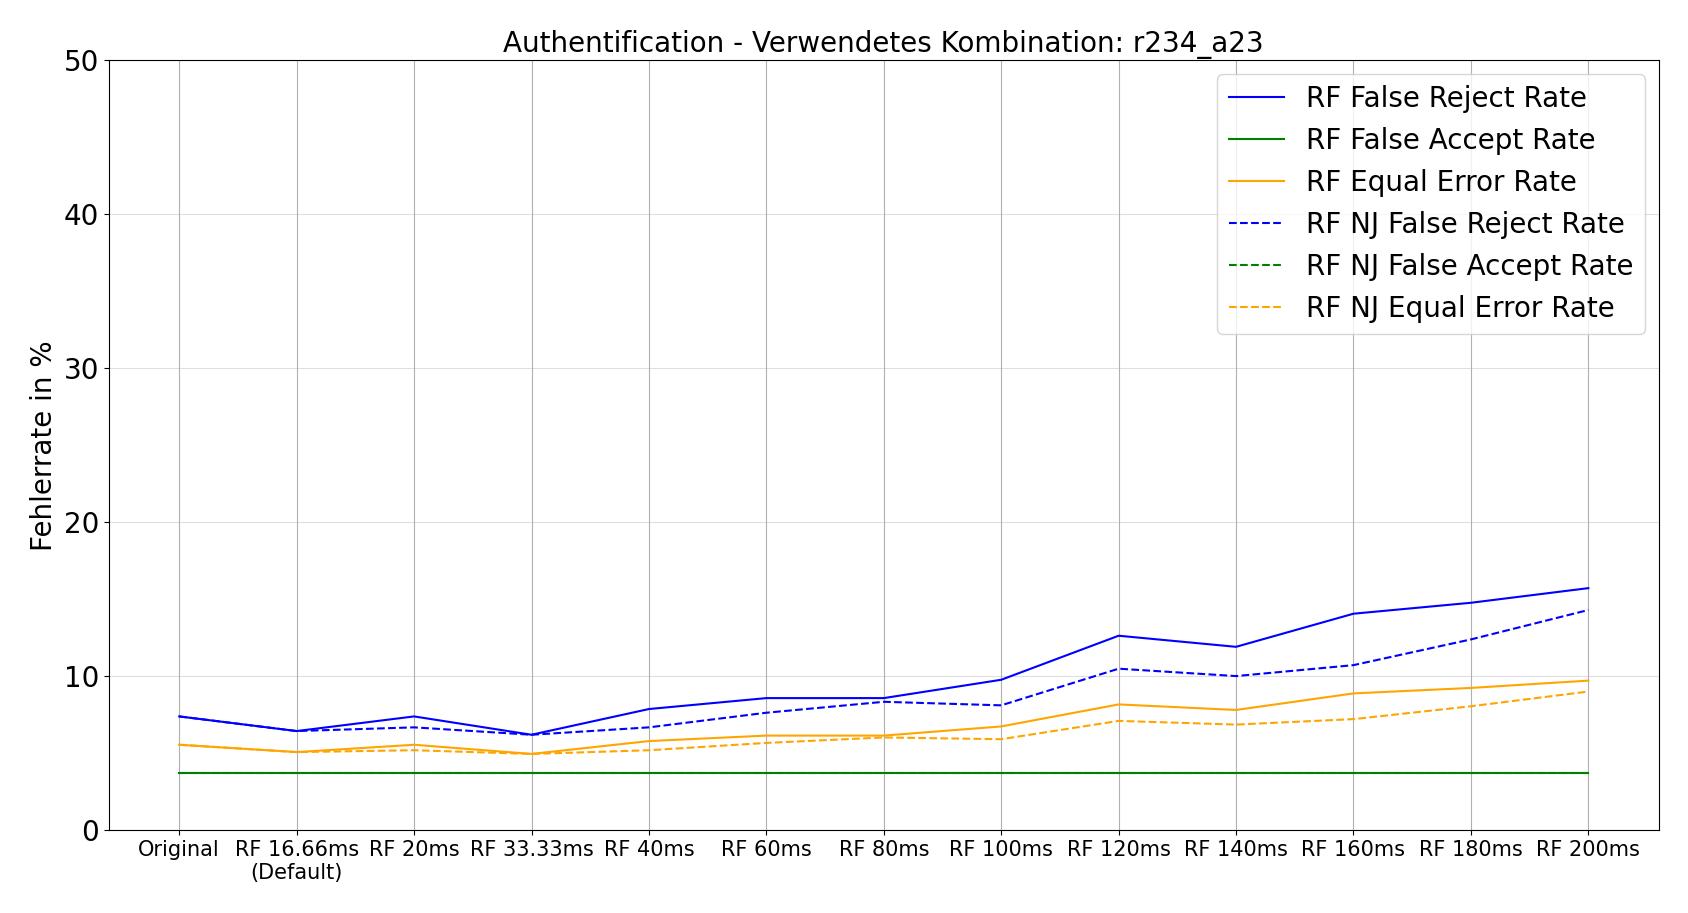 Authentification - Verwendetes Kombination: r234_a23
50
40
30
20
10
0
Fehlerrate in %
RF False Reject Rate
RF False Accept Rate
RF Equal Error Rate
RF NJ False Reject Rate
RF NJ False Accept Rate
RF NJ Equal Error Rate
Original RF 16.66ms RF 20ms RF 33.33ms RF 40ms RF 60ms RF 80ms RF 100ms RF 120ms RF 140ms RF 160ms RF 180ms RF 200ms
(Default)